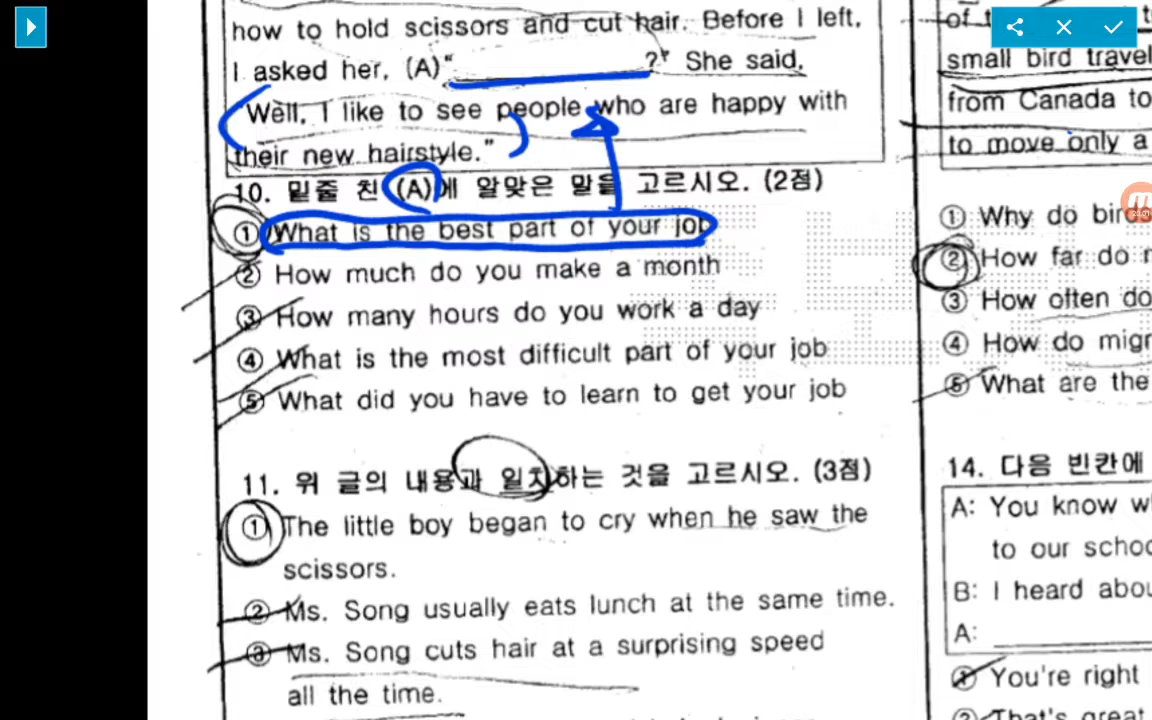 how to hold scissors and cut hair. Before I left,
I asked her, (A)“ ?” She said,
“Well, I like to see people who are happy with
their new hairstyle.”
10. 밑줄 친 (A)에 알맞은 말을 고르시오. (2점)
① What is the best part of your job
② How much do you make a month
③ How many hours do you work a day
④ What is the most difficult part of your job
⑤ What did you have to learn to get your job
11. 위 글의 내용과 일치하는 것을 고르시오. (3점)
① The little boy began to cry when he saw the
scissors.
② Ms. Song usually eats lunch at the same time.
③ Ms. Song cuts hair at a surprising speed
all the time.
small bird travel
from Canada to
to move only a
① Why do bird
② How far do
③ How often do
④ How do migr
⑤ What are the
14. 다음 빈칸에
A: You know
to our schoo
B: I heard abou
A:
① You're right
② That's great